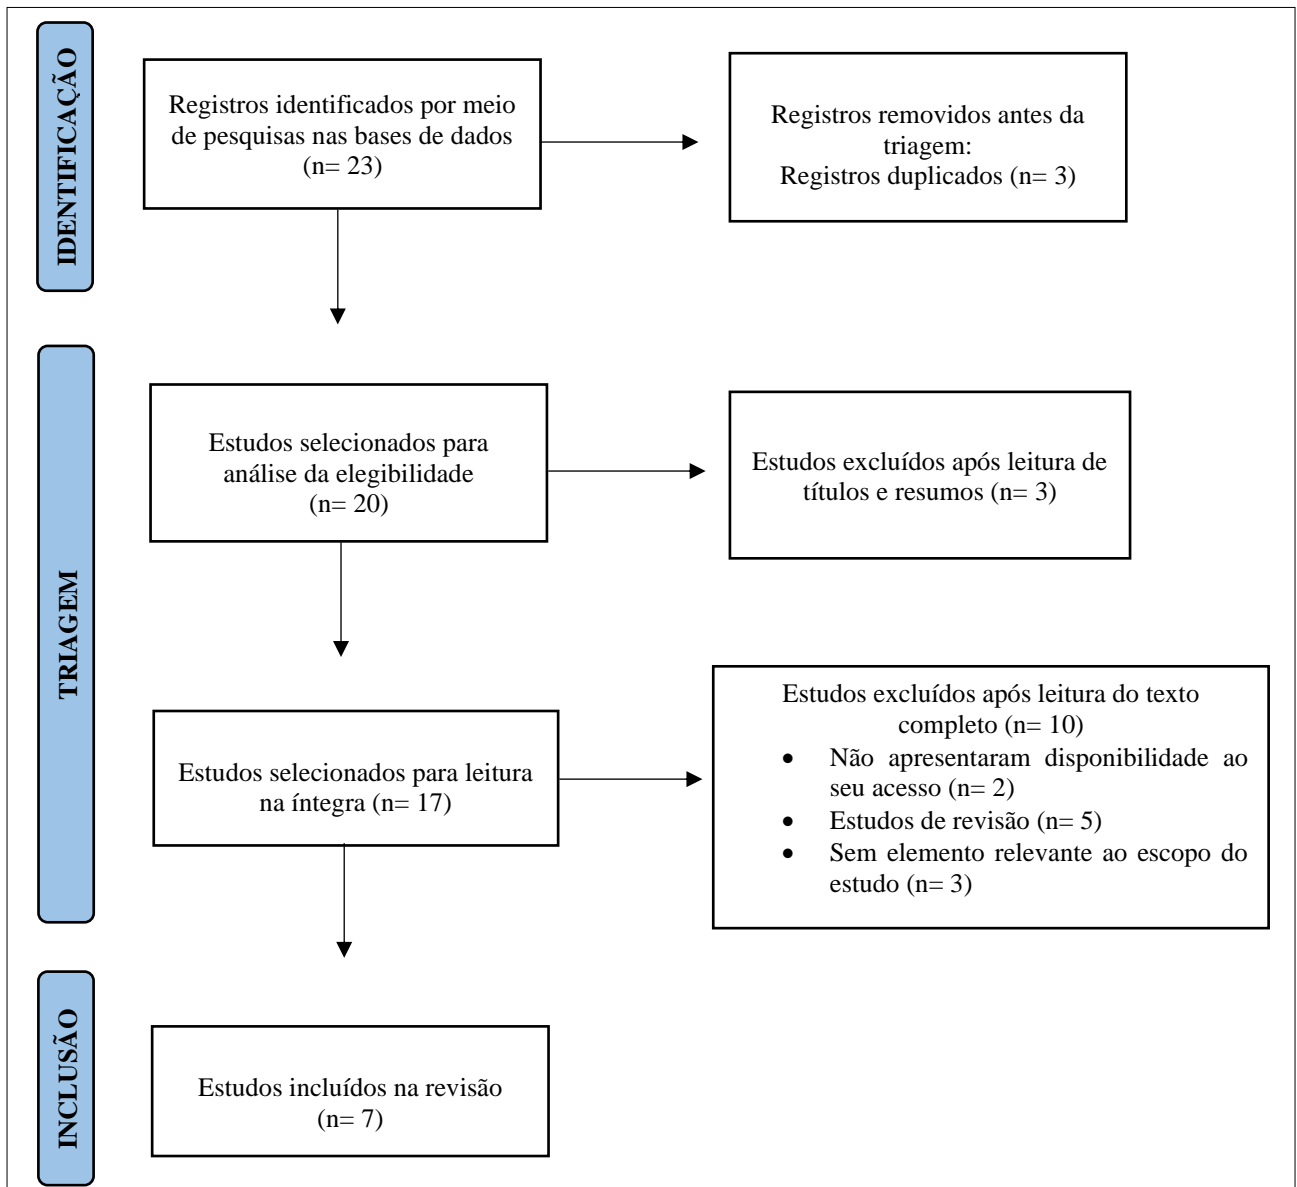 IDENTIFICAÇÃO
Registros identificados por meio
de pesquisas nas bases de dados
(n= 23)
Registros removidos antes da
triagem:
Registros duplicados (n= 3)
TRIAGEM
Estudos selecionados para
análise da elegibilidade
(n= 20)
Estudos excluídos após leitura de
títulos e resumos (n= 3)
Estudos selecionados para leitura
na íntegra (n= 17)
Estudos excluídos após leitura do texto
completo (n= 10)
• Não apresentaram disponibilidade ao
seu acesso (n= 2)
• Estudos de revisão (n= 5)
• Sem elemento relevante ao escopo do
estudo (n= 3)
INCLUSÃO
Estudos incluídos na revisão
(n= 7)